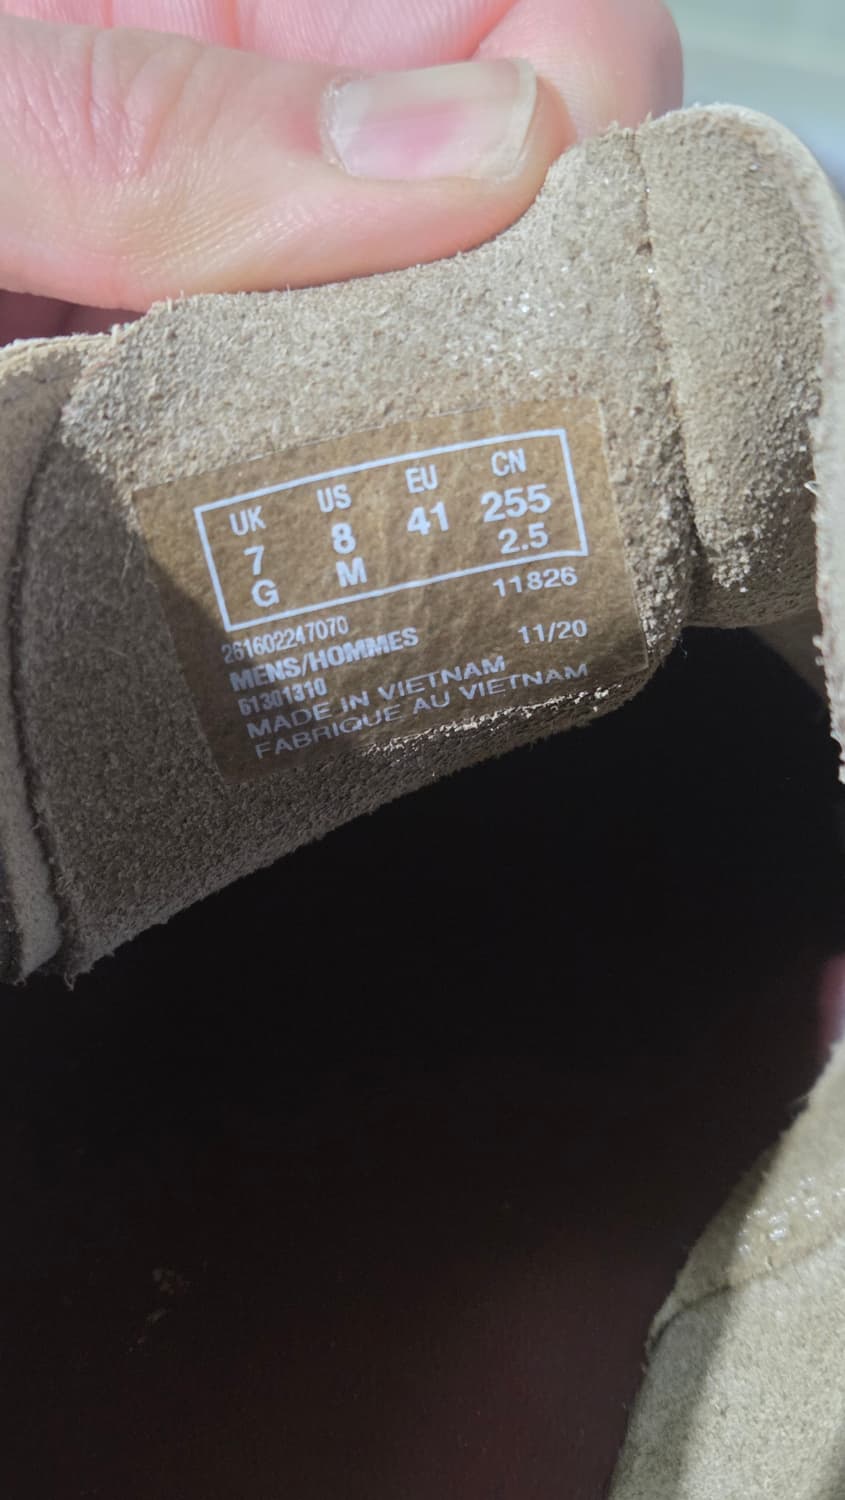 UK US EU CN
7 8 41 255
G M 2.5
261602247070 11826
MENS/HOMMES 11/20
61301310
MADE IN VIETNAM
FABRIQUE AU VIETNAM